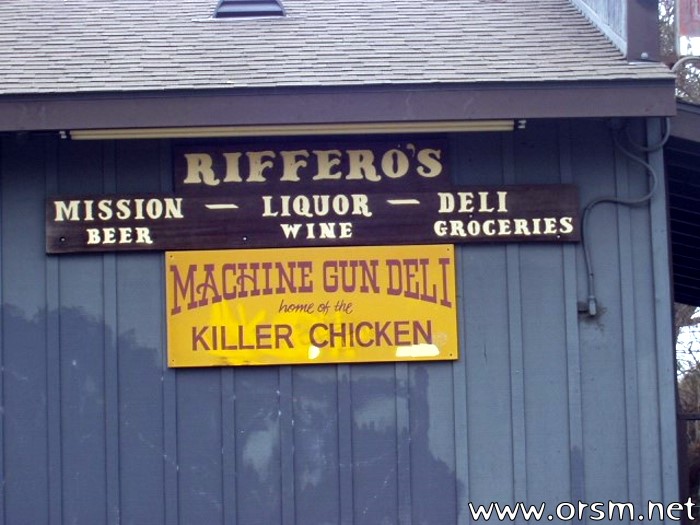 RIFFERO'S
MISSION — LIQUOR — DELI
BEER WINE GROCERIES
MACHINE GUN DELI
home of the
KILLER CHICKEN
www.orsm.net